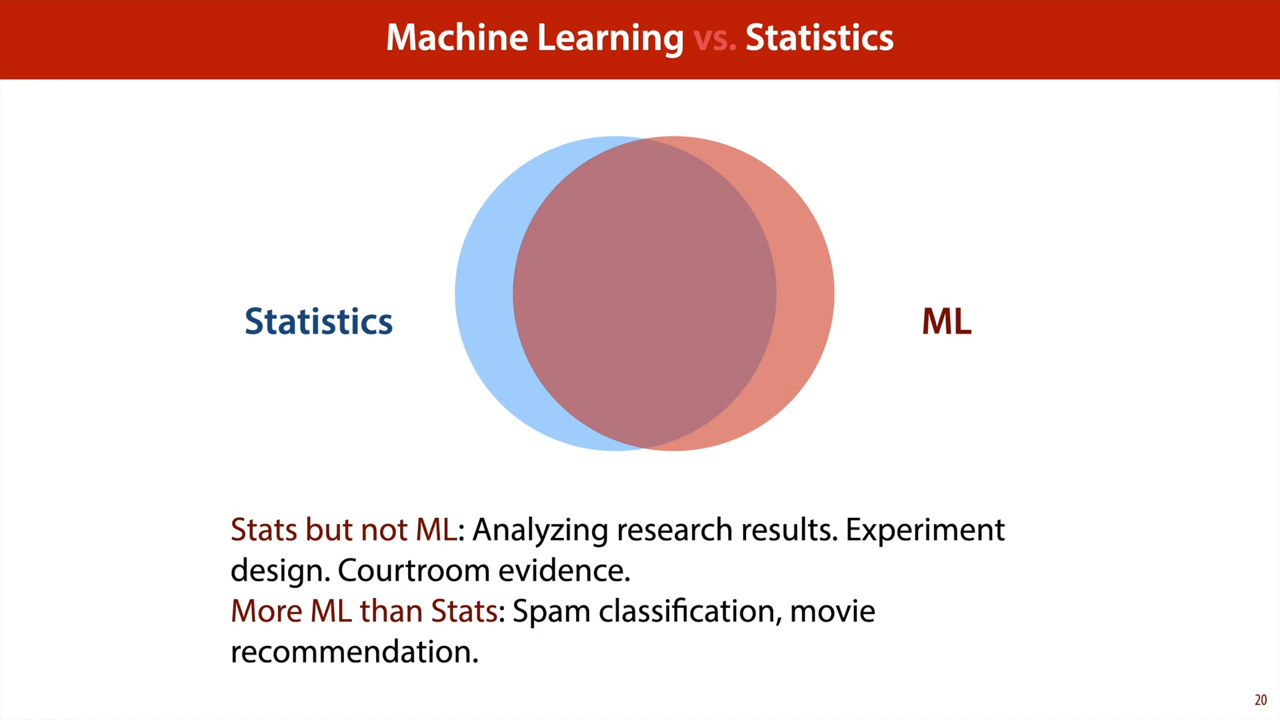 Machine Learning vs. Statistics
Statistics
ML
Stats but not ML: Analyzing research results. Experiment
design. Courtroom evidence.
More ML than Stats: Spam classification, movie
recommendation.
20